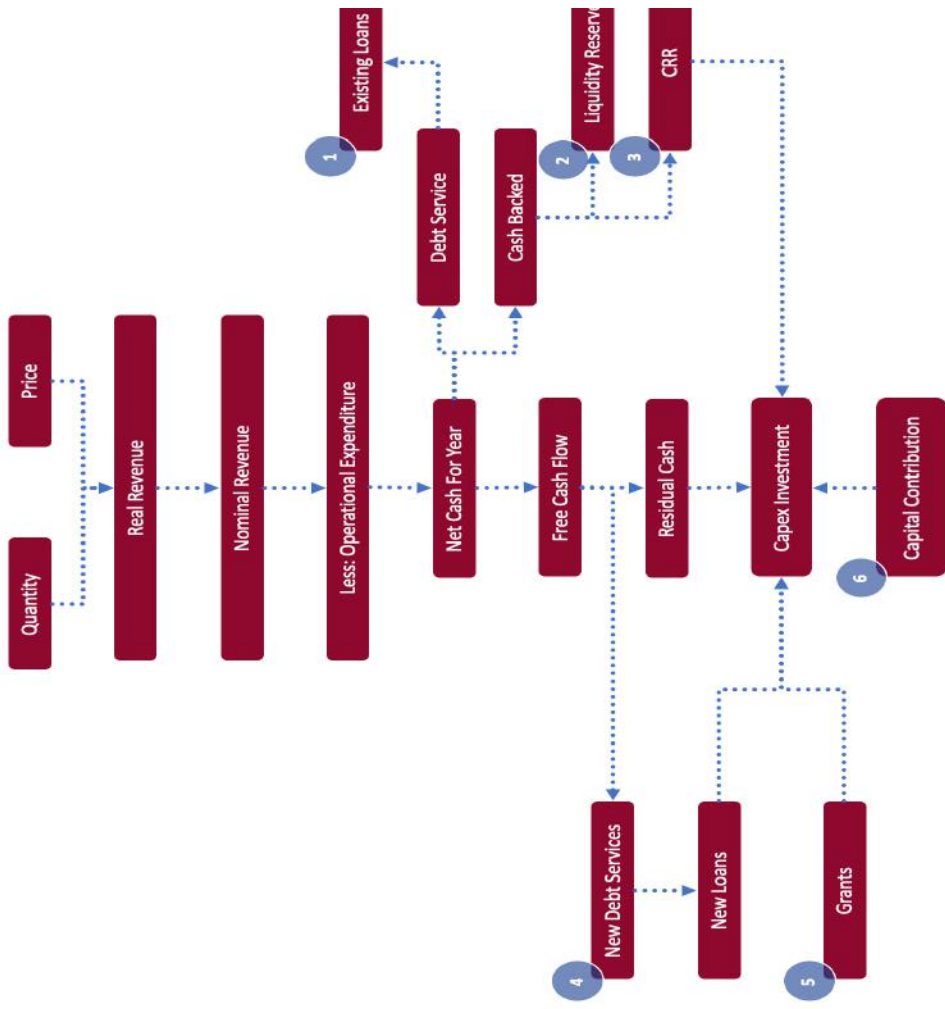 Quantity
Price
Real Revenue
Nominal Revenue
Less: Operational Expenditure
Net Cash For Year
Debt Service
1
Existing Loans
Cash Backed
2
Liquidity Reserve
3
CRR
Free Cash Flow
Residual Cash
4
New Debt Services
New Loans
Capex Investment
5
Grants
6
Capital Contribution